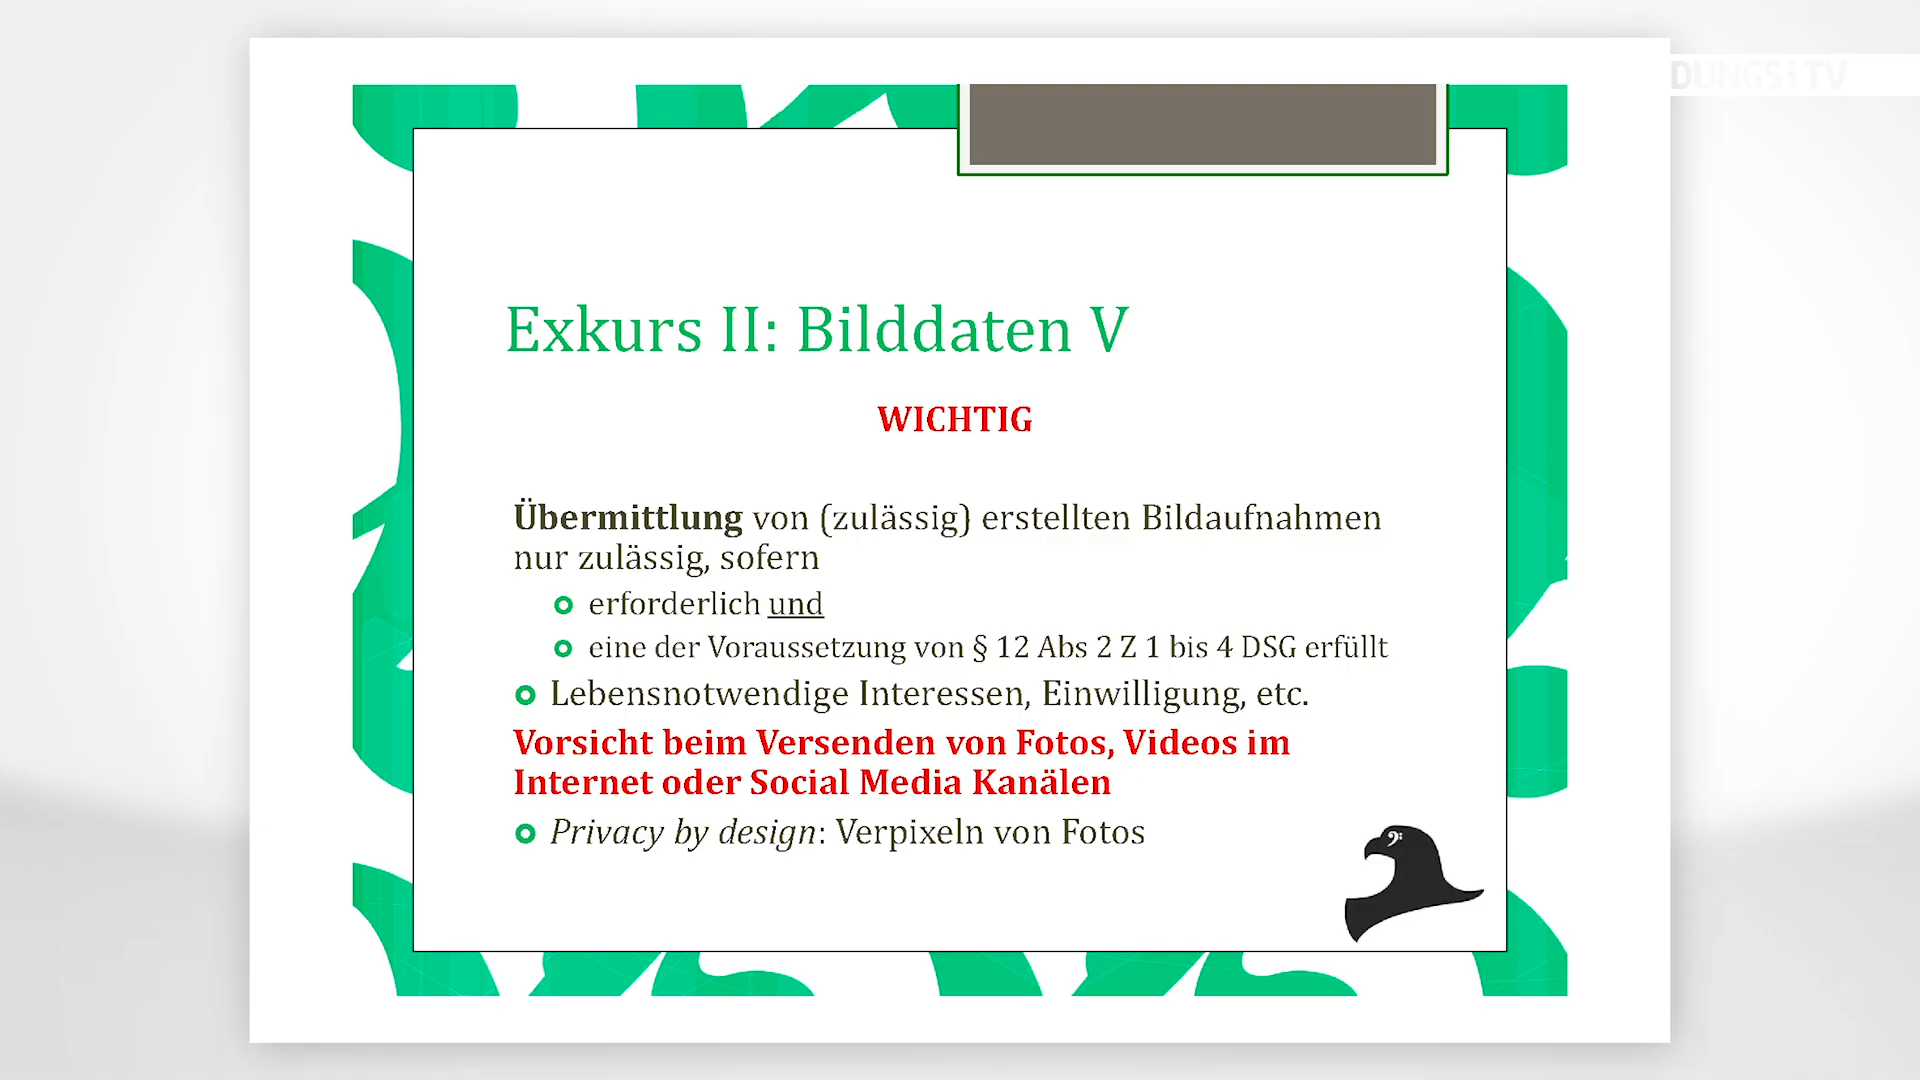 DUNGS TV
Exkurs II: Bilddaten V
WICHTIG
Übermittlung von (zulässig) erstellten Bildaufnahmen
nur zulässig, sofern
erforderlich und
eine der Voraussetzung von § 12 Abs 2 Z 1 bis 4 DSG erfüllt
Lebensnotwendige Interessen, Einwilligung, etc.
Vorsicht beim Versenden von Fotos, Videos im
Internet oder Social Media Kanälen
Privacy by design: Verpixeln von Fotos